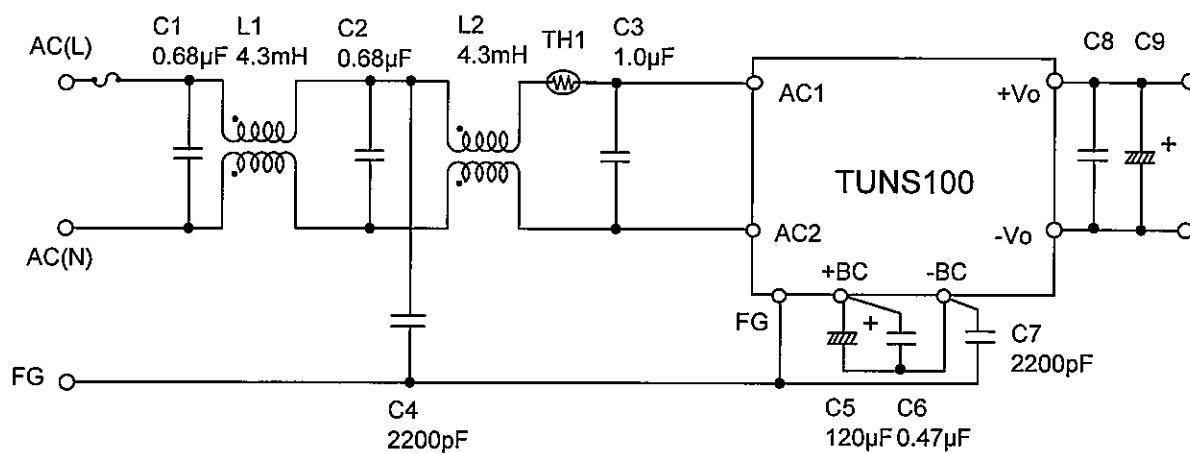 AC(L)
C1
0.68µF
L1
4.3mH
C2
0.68µF
L2
4.3mH
TH1
C3
1.0µF
C8
C9
AC1
+Vo
TUNS100
+
AC(N)
AC2
-Vo
+BC
-BC
FG
+
C7
2200pF
FG
C4
2200pF
C5
120µF
C6
0.47µF